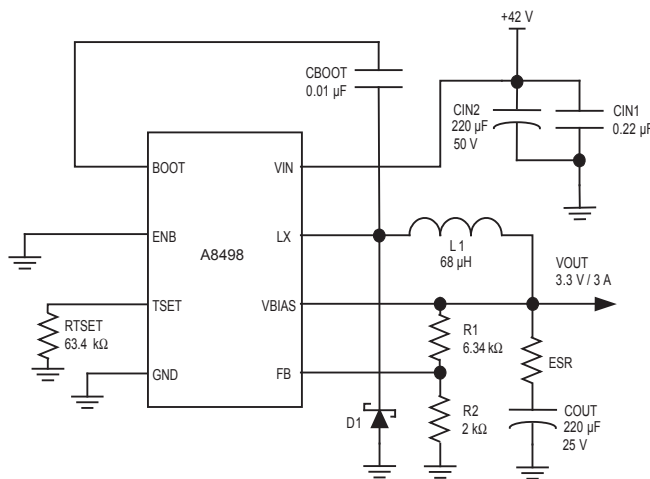 +42 V
CBOOT
0.01 µF
CIN2
220 µF
50 V
CIN1
0.22 µF
BOOT
VIN
ENB
LX
A8498
L1
68 µH
VOUT
3.3 V / 3 A
TSET
VBIAS
RTSET
63.4 kΩ
R1
6.34 kΩ
ESR
GND
FB
D1
R2
2 kΩ
COUT
220 µF
25 V